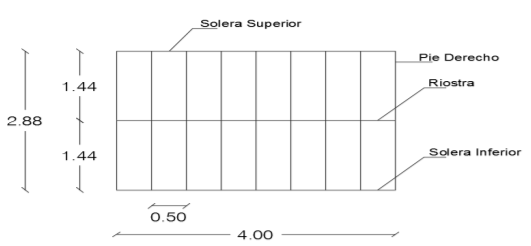 Solera Superior
Pie Derecho
1.44
Riostra
2.88
1.44
Solera Inferior
0.50
4.00